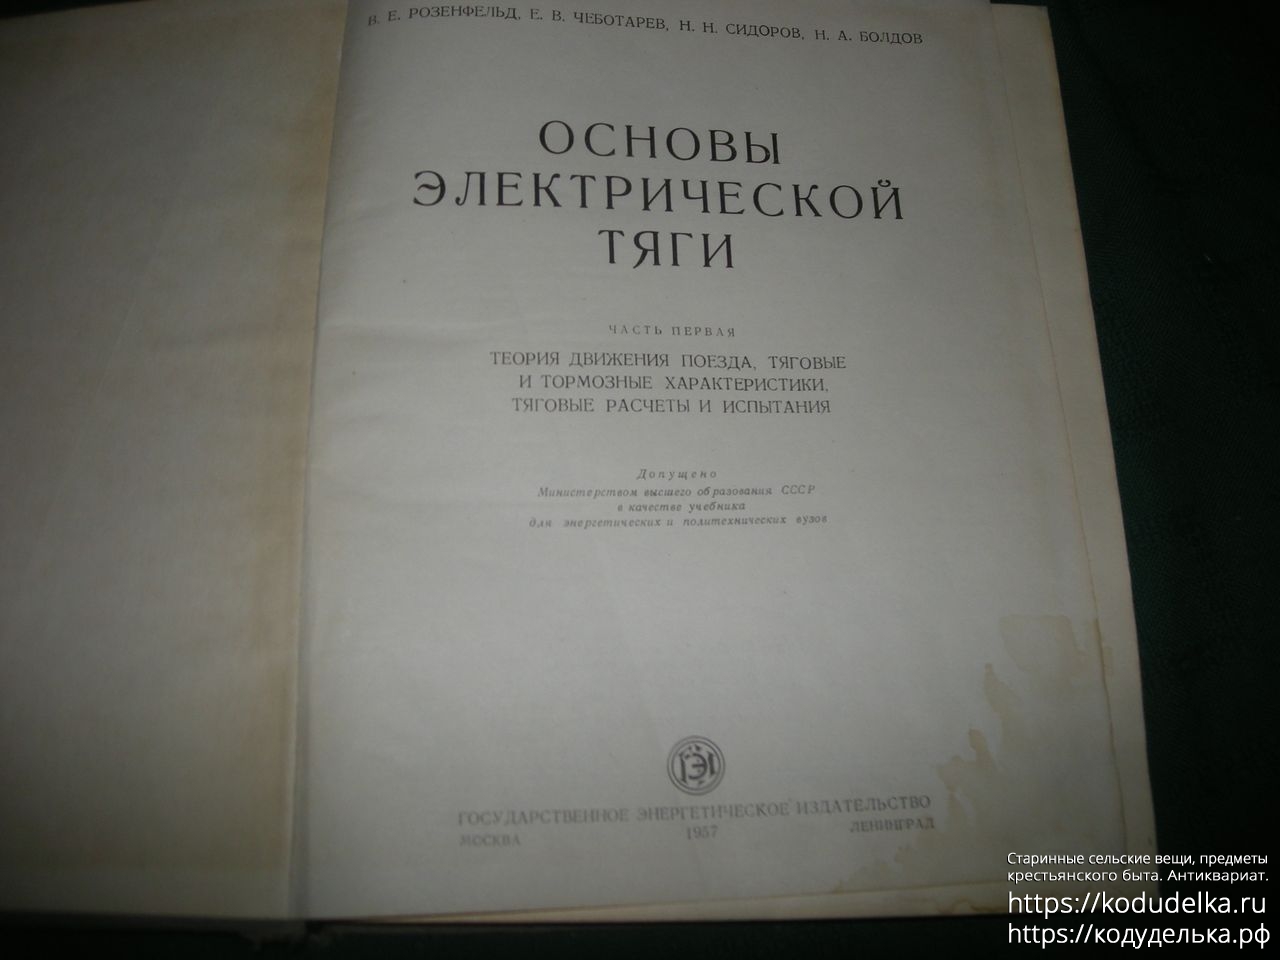 В. Е. РОЗЕНФЕЛЬД, Е. В. ЧЕБОТАРЕВ, Н. Н. СИДОРОВ, Н. А. БОЛДОВ
ОСНОВЫ
ЭЛЕКТРИЧЕСКОЙ
ТЯГИ
ЧАСТЬ ПЕРВАЯ
ТЕОРИЯ ДВИЖЕНИЯ ПОЕЗДА, ТЯГОВЫЕ
И ТОРМОЗНЫЕ ХАРАКТЕРИСТИКИ,
ТЯГОВЫЕ РАСЧЕТЫ И ИСПЫТАНИЯ
Допущено
Министерством высшего образования СССР
в качестве учебника
для энергетических и политехнических вузов
ГЭИ
ГОСУДАРСТВЕННОЕ ЭНЕРГЕТИЧЕСКОЕ ИЗДАТЕЛЬСТВО
МОСКВА 1957 ЛЕНИНГРАД
Старинные сельские вещи, предметы
крестьянского быта. Антиквариат.
https://kodudelka.ru
https://кодуделька.рф